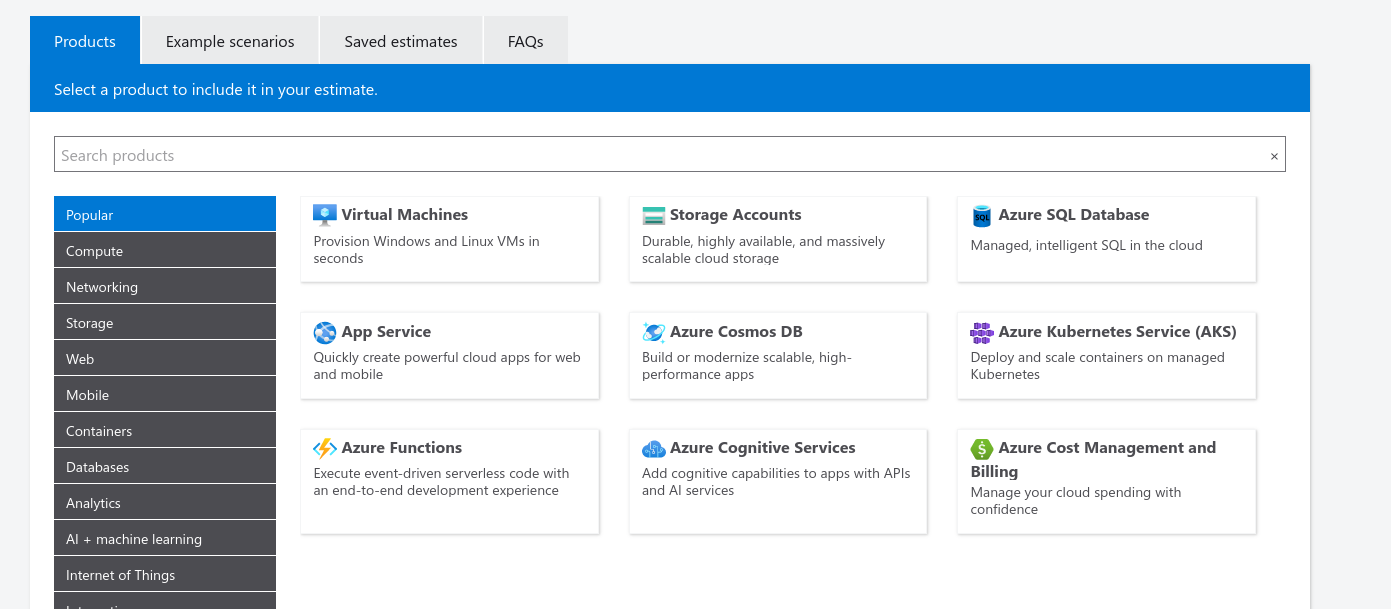 Products
Example scenarios
Saved estimates
FAQs
Select a product to include it in your estimate.
Search products
×
Popular
Compute
Networking
Storage
Web
Mobile
Containers
Databases
Analytics
AI + machine learning
Internet of Things
Virtual Machines
Provision Windows and Linux VMs in
seconds
Storage Accounts
Durable, highly available, and massively
scalable cloud storage
SQL
Azure SQL Database
Managed, intelligent SQL in the cloud
App Service
Quickly create powerful cloud apps for web
and mobile
Azure Cosmos DB
Build or modernize scalable, high-
performance apps
Azure Kubernetes Service (AKS)
Deploy and scale containers on managed
Kubernetes
Azure Functions
Execute event-driven serverless code with
an end-to-end development experience
Azure Cognitive Services
Add cognitive capabilities to apps with APIs
and AI services
$
Azure Cost Management and
Billing
Manage your cloud spending with
confidence